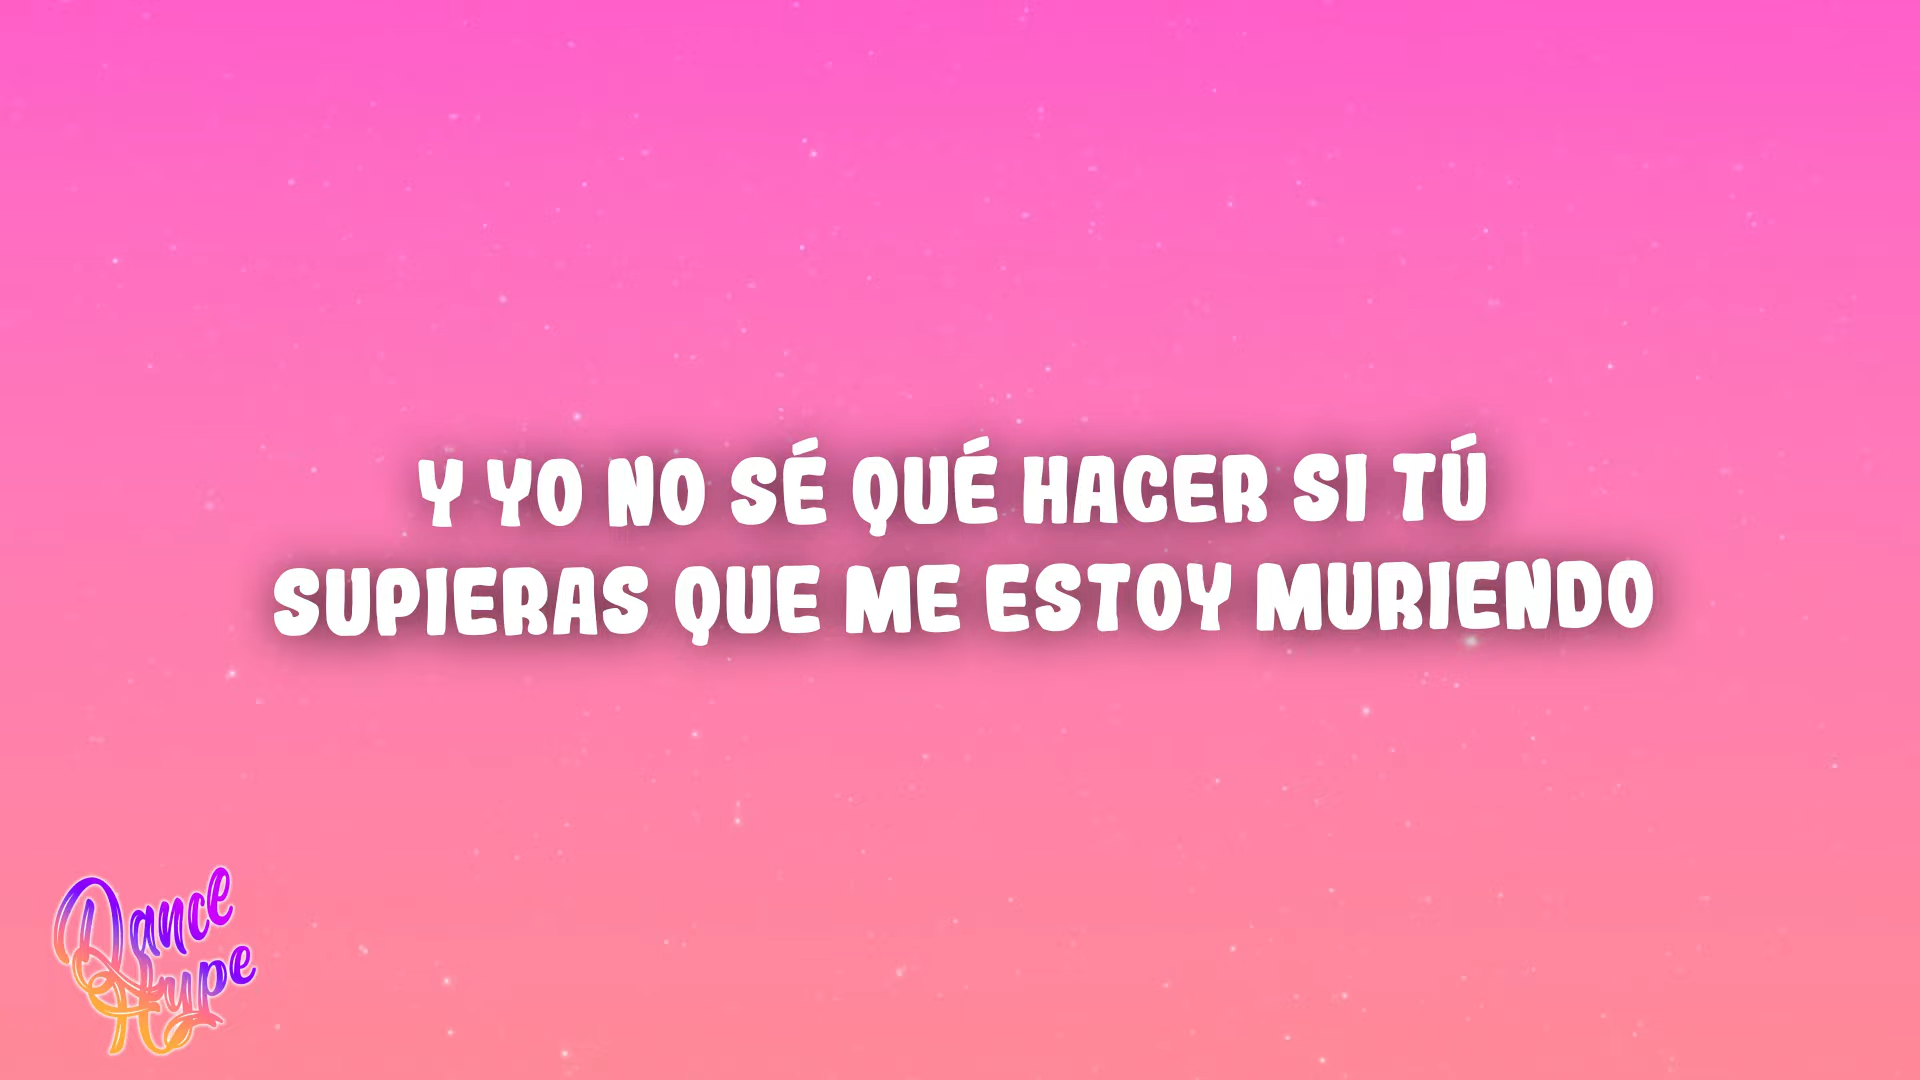 Y YO NO SÉ QUÉ HACER SI TÚ
SUPIERAS QUE ME ESTOY MURIENDO
Dance
Hype